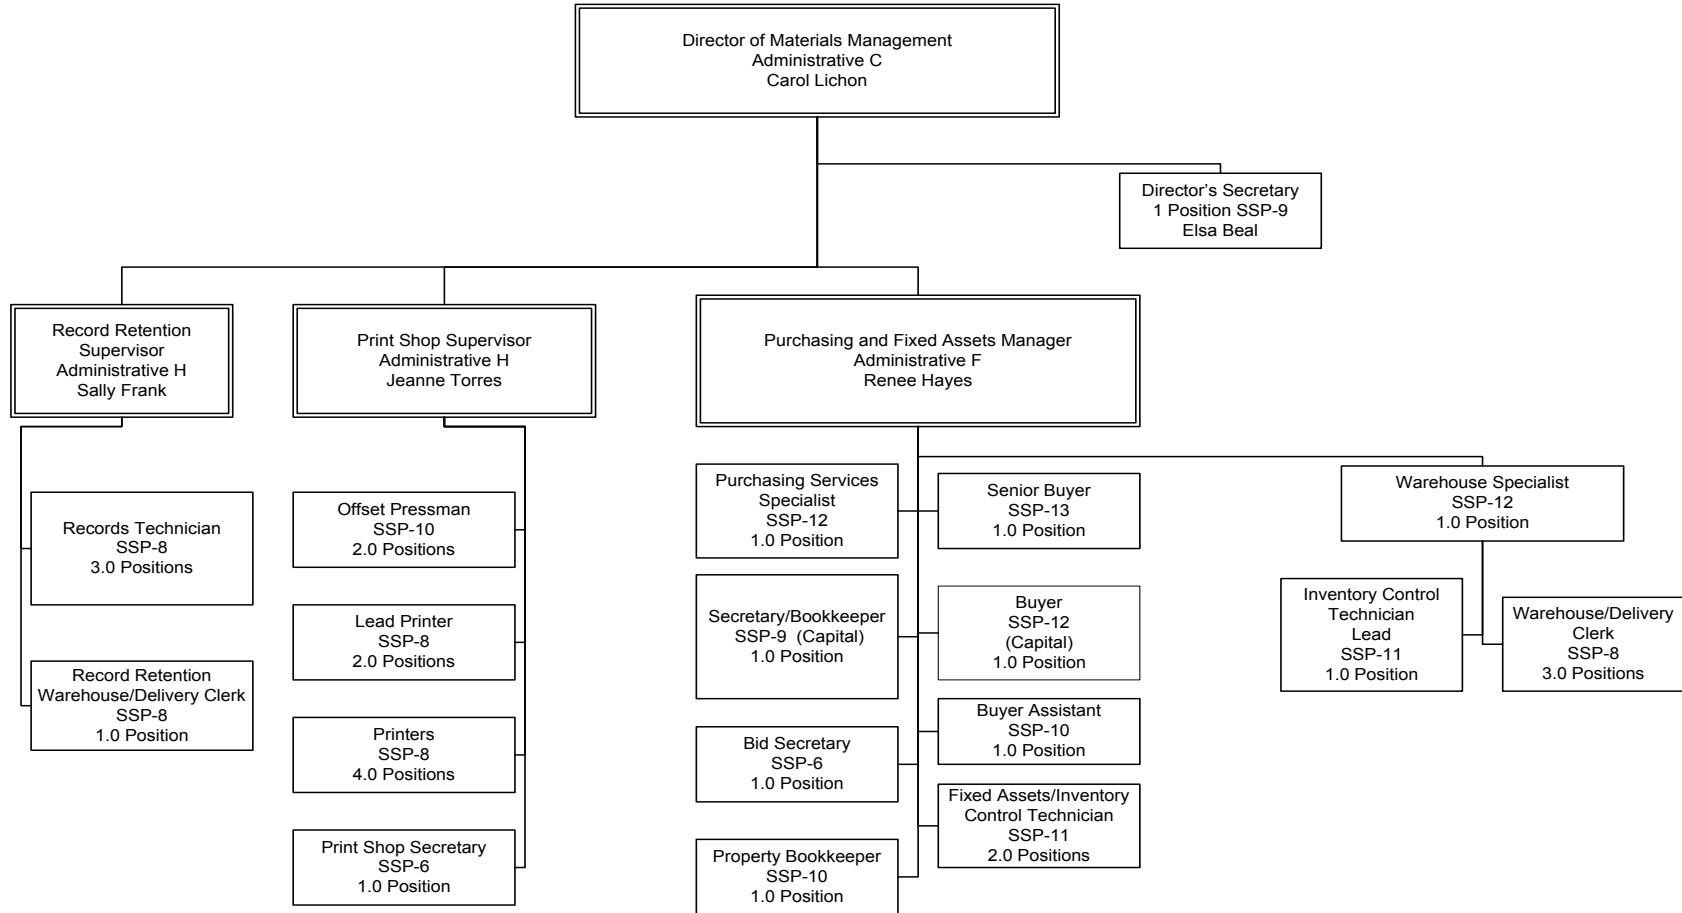 Director of Materials Management
Administrative C
Carol Lichon
Director's Secretary
1 Position SSP-9
Elsa Beal
Record Retention
Supervisor
Administrative H
Sally Frank
Print Shop Supervisor
Administrative H
Jeanne Torres
Purchasing and Fixed Assets Manager
Administrative F
Renee Hayes
Records Technician
SSP-8
3.0 Positions
Record Retention
Warehouse/Delivery Clerk
SSP-8
1.0 Position
Offset Pressman
SSP-10
2.0 Positions
Lead Printer
SSP-8
2.0 Positions
Printers
SSP-8
4.0 Positions
Print Shop Secretary
SSP-6
1.0 Position
Purchasing Services
Specialist
SSP-12
1.0 Position
Senior Buyer
SSP-13
1.0 Position
Secretary/Bookkeeper
SSP-9 (Capital)
1.0 Position
Buyer
SSP-12
(Capital)
1.0 Position
Bid Secretary
SSP-6
1.0 Position
Buyer Assistant
SSP-10
1.0 Position
Property Bookkeeper
SSP-10
1.0 Position
Fixed Assets/Inventory
Control Technician
SSP-11
2.0 Positions
Warehouse Specialist
SSP-12
1.0 Position
Inventory Control
Technician
Lead
SSP-11
1.0 Position
Warehouse/Delivery
Clerk
SSP-8
3.0 Positions